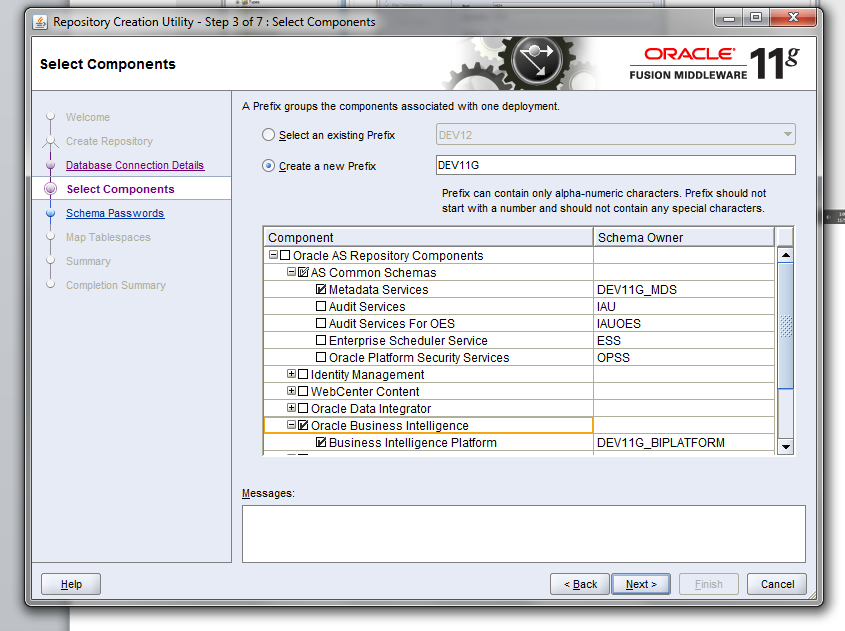 Repository Creation Utility - Step 3 of 7 : Select Components
Select Components
ORACLE
FUSION MIDDLEWARE
11g
Welcome
Create Repository
Database Connection Details
Select Components
Schema Passwords
Map Tablespaces
Summary
Completion Summary
A Prefix groups the components associated with one deployment.
Select an existing Prefix
DEV12
Create a new Prefix
DEV11G
Prefix can contain only alpha-numeric characters. Prefix should not
start with a number and should not contain any special characters.
Component Schema Owner
Oracle AS Repository Components
AS Common Schemas
Metadata Services DEV11G_MDS
Audit Services IAU
Audit Services For OES IAUOES
Enterprise Scheduler Service ESS
Oracle Platform Security Services OPSS
Identity Management
WebCenter Content
Oracle Data Integrator
Oracle Business Intelligence
Business Intelligence Platform DEV11G_BIPLATFORM
Messages:
Help
< Back
Next >
Finish
Cancel